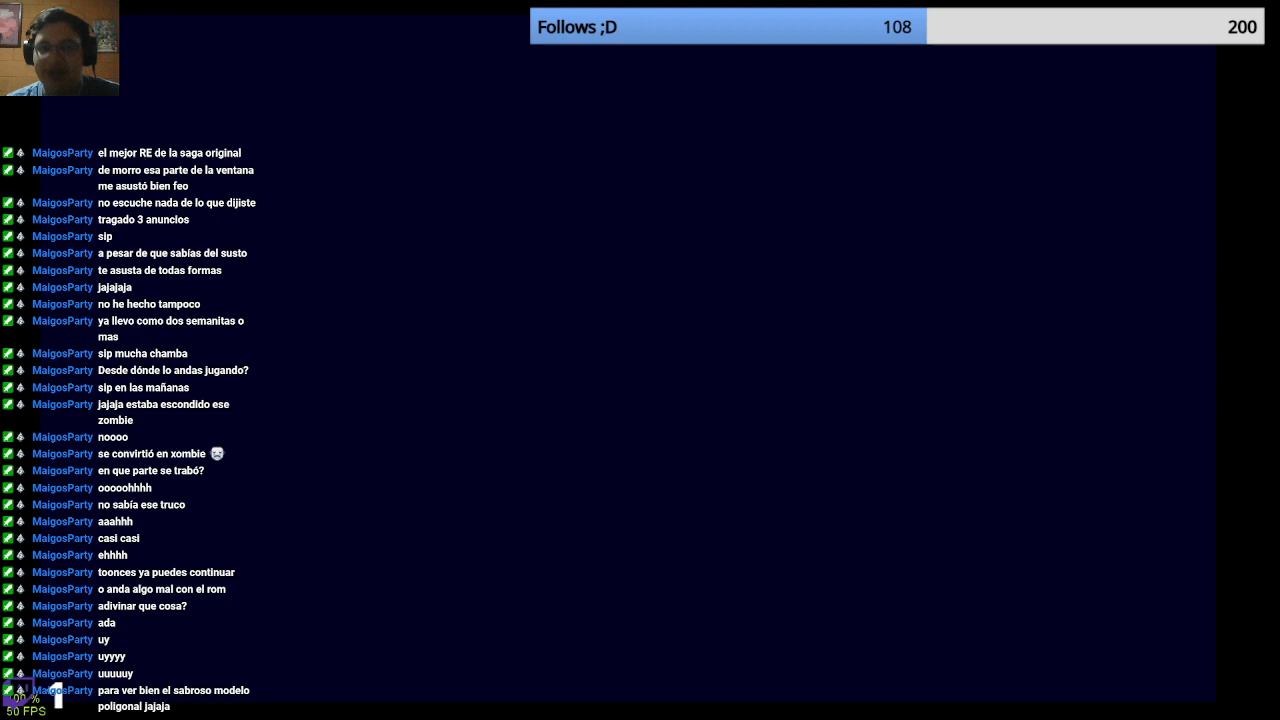 Follows ;D 108 200
MaigosParty el mejor RE de la saga original
MaigosParty de morro esa parte de la ventana
me asustó bien feo
MaigosParty no escuche nada de lo que dijiste
MaigosParty tragado 3 anuncios
MaigosParty sip
MaigosParty a pesar de que sabías del susto
MaigosParty te asusta de todas formas
MaigosParty jajajaja
MaigosParty no he hecho tampoco
MaigosParty ya llevo como dos semanitas o
mas
MaigosParty sip mucha chamba
MaigosParty Desde dónde lo andas jugando?
MaigosParty sip en las mañanas
MaigosParty jajaja estaba escondido ese
zombie
MaigosParty noooo
MaigosParty se convirtió en xombie
MaigosParty en que parte se trabó?
MaigosParty ooooohhhh
MaigosParty no sabía ese truco
MaigosParty aaahhh
MaigosParty casi casi
MaigosParty ehhhh
MaigosParty toonces ya puedes continuar
MaigosParty o anda algo mal con el rom
MaigosParty adivinar que cosa?
MaigosParty ada
MaigosParty uy
MaigosParty uyyyy
MaigosParty uuuuuy
MaigosParty para ver bien el sabroso modelo
poligonal jajaja
100 %
50 FPS
1